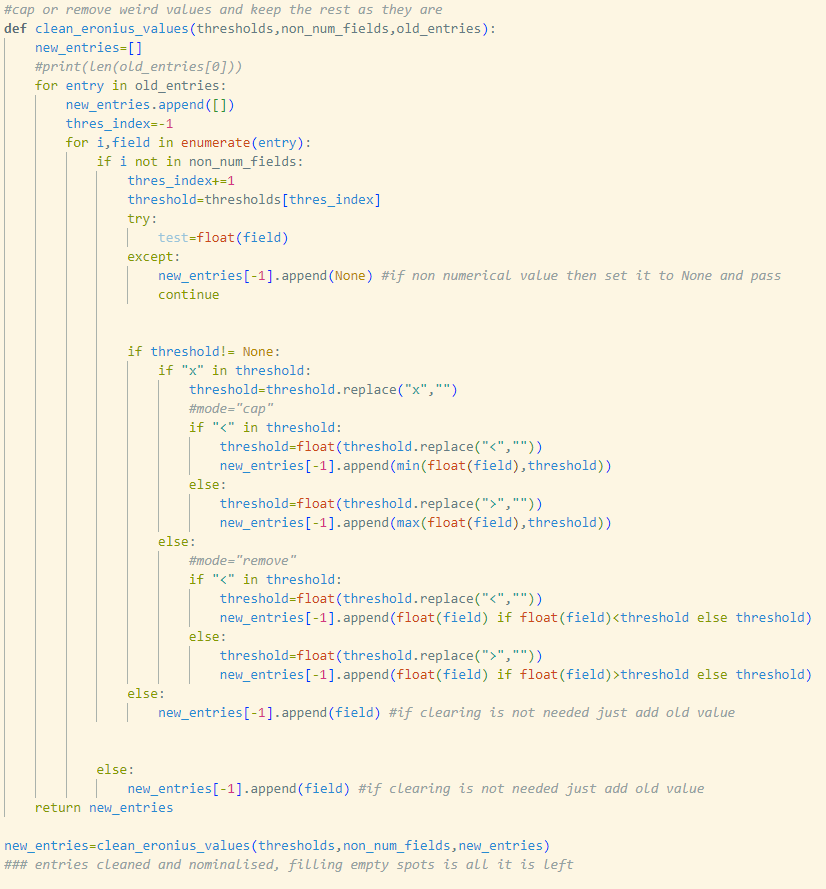 #cap or remove weird values and keep the rest as they are
def clean_eronius_values(thresholds,non_num_fields,old_entries):
    new_entries=[]
    #print(len(old_entries[0]))
    for entry in old_entries:
        new_entries.append([])
        thres_index=-1
        for i,field in enumerate(entry):
            if i not in non_num_fields:
                thres_index+=1
                threshold=thresholds[thres_index]
                try:
                    test=float(field)
                except:
                    new_entries[-1].append(None) #if non numerical value then set it to None and pass
                    continue
                if threshold!= None:
                    if "x" in threshold:
                        threshold=threshold.replace("x","")
                        #mode="cap"
                        if "<" in threshold:
                            threshold=float(threshold.replace("<",""))
                            new_entries[-1].append(min(float(field),threshold))
                        else:
                            threshold=float(threshold.replace(">",""))
                            new_entries[-1].append(max(float(field),threshold))
                    else:
                        #mode="remove"
                        if "<" in threshold:
                            threshold=float(threshold.replace("<",""))
                            new_entries[-1].append(float(field) if float(field)<threshold else threshold)
                        else:
                            threshold=float(threshold.replace(">",""))
                            new_entries[-1].append(float(field) if float(field)>threshold else threshold)
                else:
                    new_entries[-1].append(field) #if clearing is not needed just add old value
            else:
                new_entries[-1].append(field) #if clearing is not needed just add old value
    return new_entries
new_entries=clean_eronius_values(thresholds,non_num_fields,new_entries)
### entries cleaned and nominalised, filling empty spots is all it is left